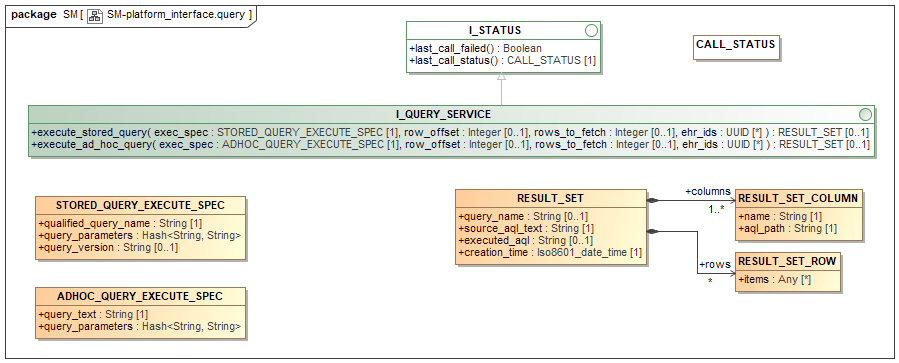 package SM [ SM-platform_interface.query ]
I_STATUS
+last_call_failed() : Boolean
+last_call_status() : CALL_STATUS [1]
CALL_STATUS
I_QUERY_SERVICE
+execute_stored_query( exec_spec : STORED_QUERY_EXECUTE_SPEC [1], row_offset : Integer [0..1], rows_to_fetch : Integer [0..1], ehr_ids : UUID [*] ) : RESULT_SET [0..1]
+execute_ad_hoc_query( exec_spec : ADHOC_QUERY_EXECUTE_SPEC [1], row_offset : Integer [0..1], rows_to_fetch : Integer [0..1], ehr_ids : UUID [*] ) : RESULT_SET [0..1]
STORED_QUERY_EXECUTE_SPEC
+qualified_query_name : String [1]
+query_parameters : Hash<String, String>
+query_version : String [0..1]
RESULT_SET
+query_name : String [0..1]
+source_aql_text : String [1]
+executed_aql : String [0..1]
+creation_time : Iso8601_date_time [1]
+columns
1..*
RESULT_SET_COLUMN
+name : String [1]
+aql_path : String [1]
+rows
*
RESULT_SET_ROW
+items : Any [*]
ADHOC_QUERY_EXECUTE_SPEC
+query_text : String [1]
+query_parameters : Hash<String, String>